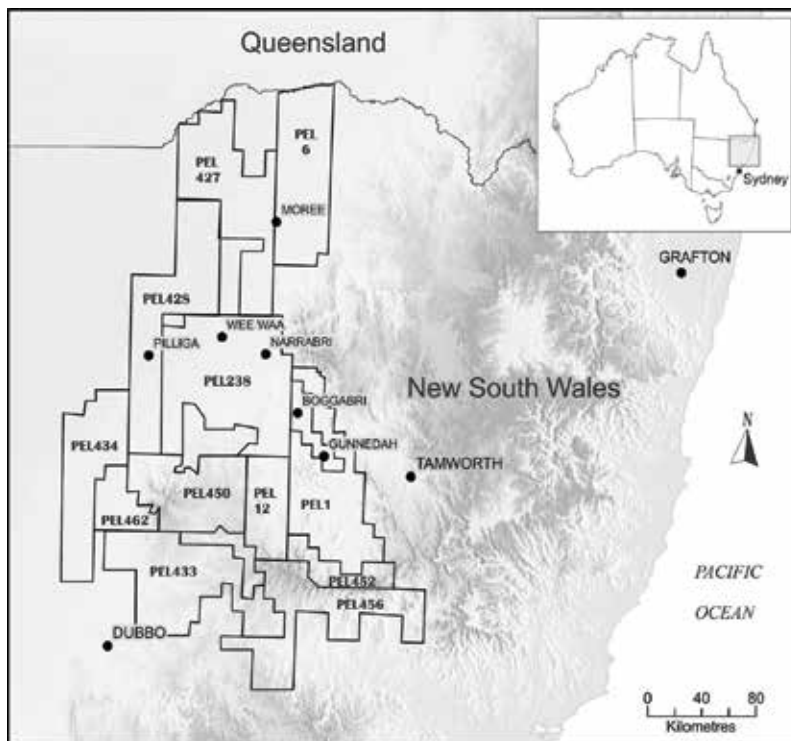 Queensland
Sydney
PEL
6
PEL
427
MOREE
GRAFTON
PEL428
WEE WAA
PILLIGA
NARRABRI
PEL238
New South Wales
BOGGABRI
N
PEL434
GUNNEDAH
TAMWORTH
PEL450
PEL
12
PEL1
PEL462
PEL433
PEL452
PEL456
PACIFIC
OCEAN
DUBBO
0 40 80
Kilometres